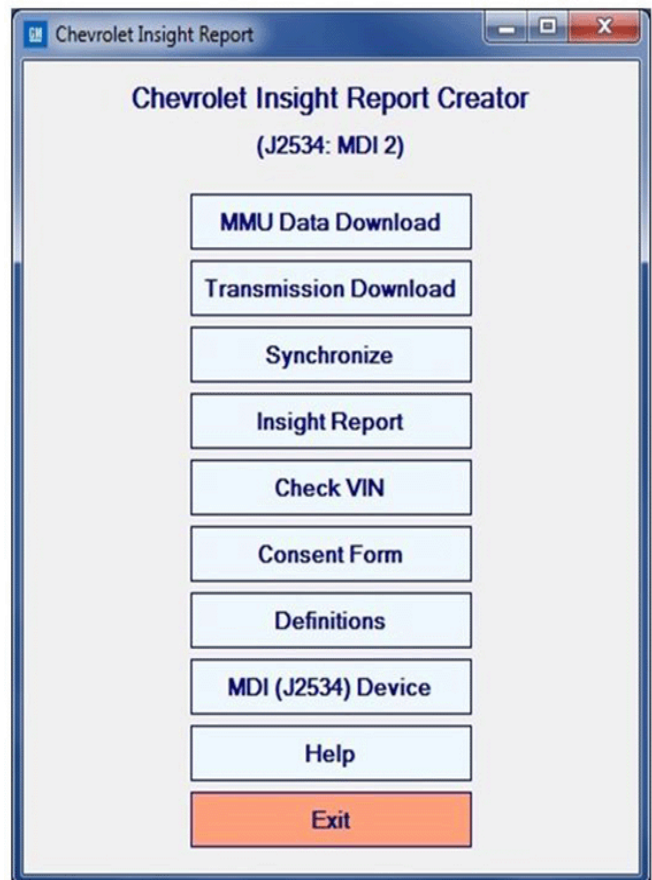 GM Chevrolet Insight Report
Chevrolet Insight Report Creator
(J2534: MDI 2)
MMU Data Download
Transmission Download
Synchronize
Insight Report
Check VIN
Consent Form
Definitions
MDI (J2534) Device
Help
Exit